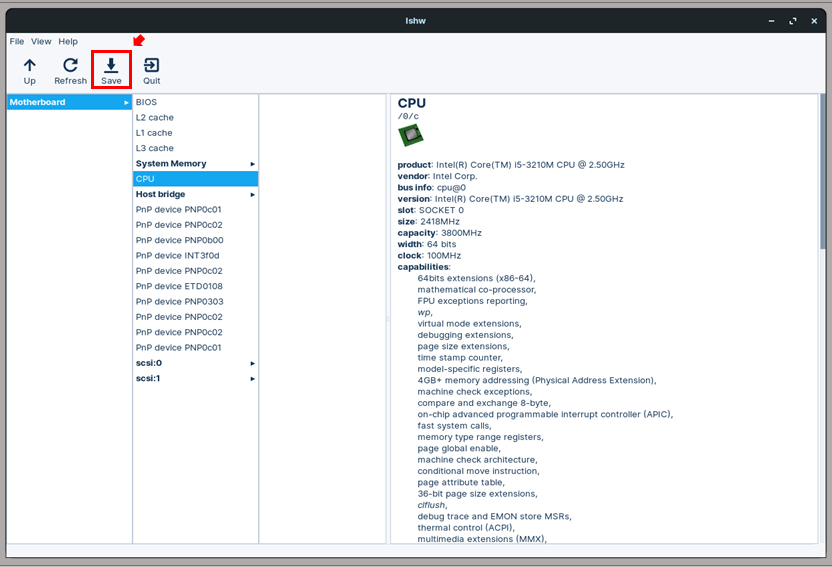 lshw
File View Help
Up Refresh Save Quit
Motherboard
BIOS
L2 cache
L1 cache
L3 cache
System Memory
CPU
Host bridge
PnP device PNP0c01
PnP device PNP0c02
PnP device PNP0b00
PnP device INT3f0d
PnP device PNP0c02
PnP device ETD0108
PnP device PNP0303
PnP device PNP0c02
PnP device PNP0c02
PnP device PNP0c01
scsi:0
scsi:1
CPU
/0/c
product: Intel(R) Core(TM) i5-3210M CPU @ 2.50GHz
vendor: Intel Corp.
bus info: cpu@0
version: Intel(R) Core(TM) i5-3210M CPU @ 2.50GHz
slot: SOCKET 0
size: 2418MHz
capacity: 3800MHz
width: 64 bits
clock: 100MHz
capabilities:
64bits extensions (x86-64),
mathematical co-processor,
FPU exceptions reporting,
wp,
virtual mode extensions,
debugging extensions,
page size extensions,
time stamp counter,
model-specific registers,
4GB+ memory addressing (Physical Address Extension),
machine check exceptions,
compare and exchange 8-byte,
on-chip advanced programmable interrupt controller (APIC),
fast system calls,
memory type range registers,
page global enable,
machine check architecture,
conditional move instruction,
page attribute table,
36-bit page size extensions,
clflush,
debug trace and EMON store MSRs,
thermal control (ACPI),
multimedia extensions (MMX),